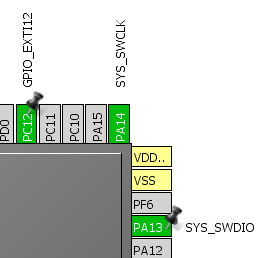 GPIO_EXTI12
SYS_SWCLK
PD0
PC12
PC11
PC10
PA15
PA14
VDD..
VSS
PF6
PA13
SYS_SWDIO
PA12